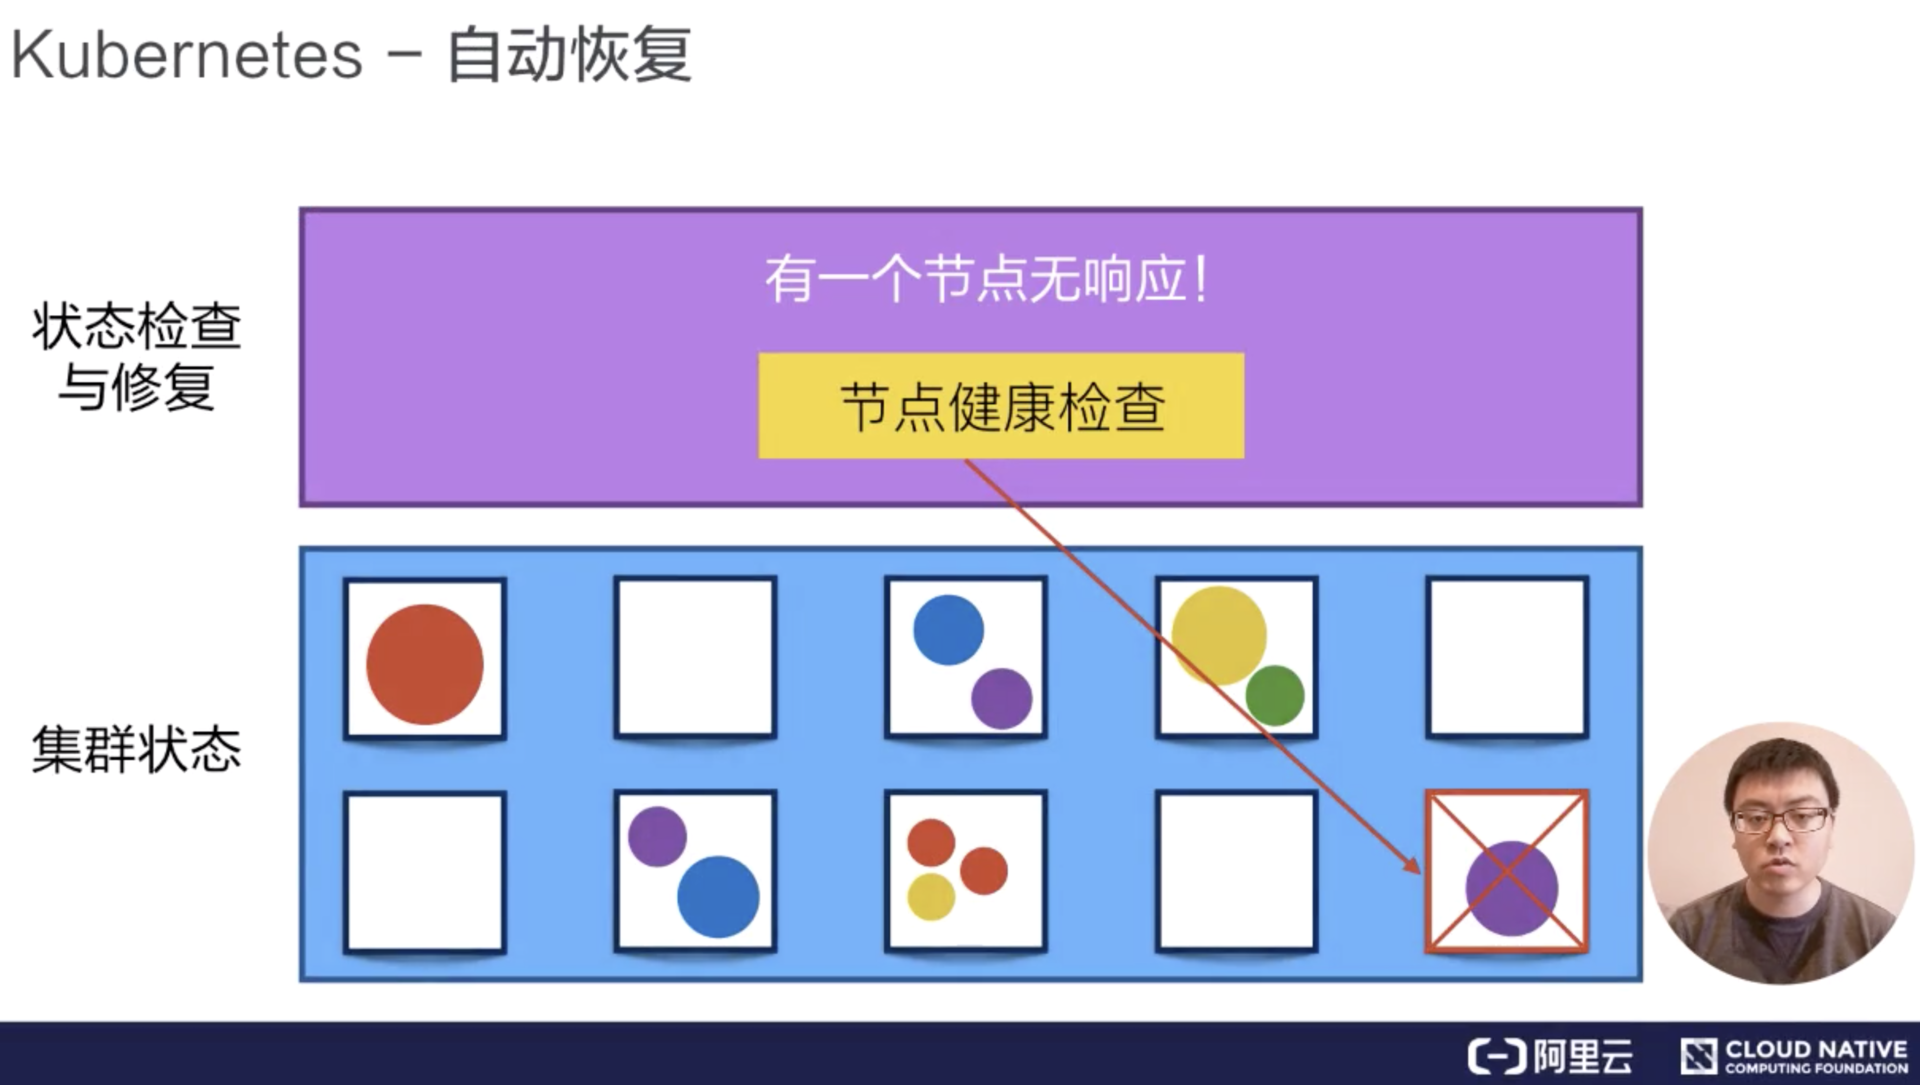 Kubernetes – 自动恢复
状态检查
与修复
有一个节点无响应！
节点健康检查
集群状态
阿里云
CLOUD NATIVE
COMPUTING FOUNDATION